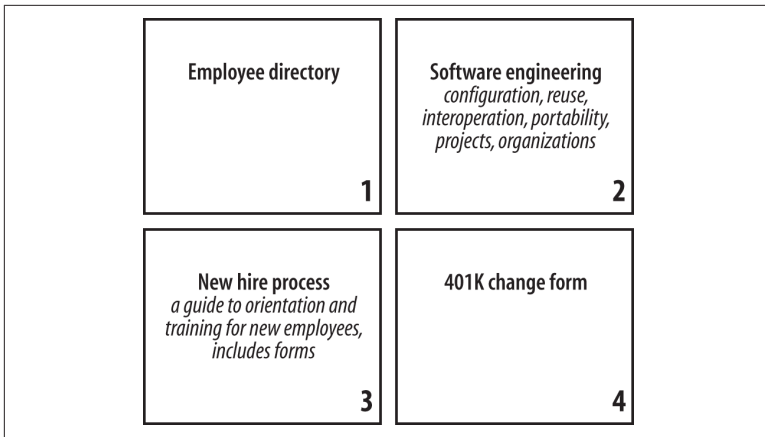 Employee directory
1
Software engineering
configuration, reuse,
interoperation, portability,
projects, organizations
2
New hire process
a guide to orientation and
training for new employees,
includes forms
3
401K change form
4